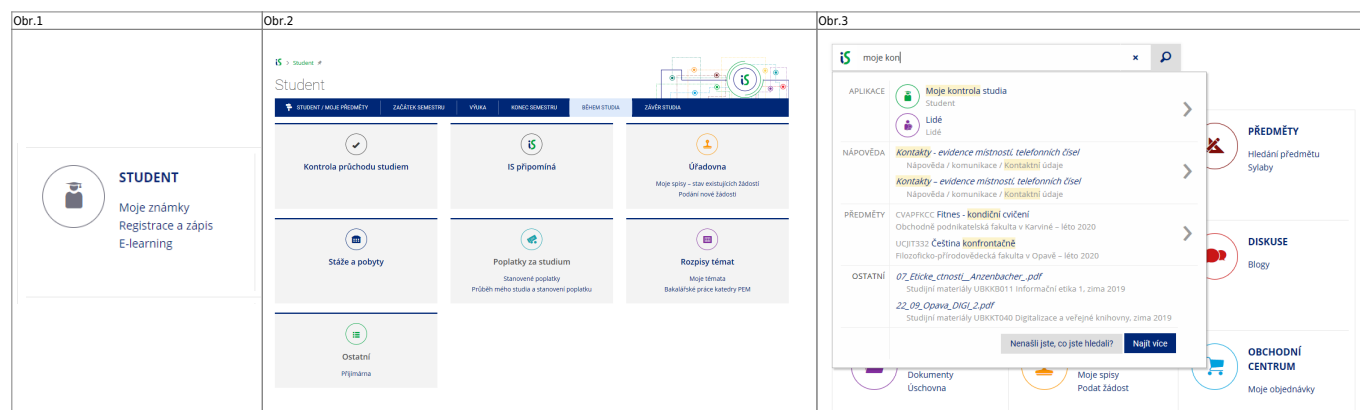 Obr.1
Obr.2
Obr.3
STUDENT
Moje známky
Registrace a zápis
E-learning
iS > Student
Student
iS
STUDENT / MOJE PŘEDMĚTY
ZAČÁTEK SEMESTRU
VÝUKA
KONEC SEMESTRU
BĚHEM STUDIA
ZÁVĚR STUDIA
Kontrola průchodu studiem
iS
IS připomíná
Úřadovna
Moje spisy – stav existujících žádostí
Podání nové žádosti
Stáže a pobyty
Poplatky za studium
Stanovené poplatky
Průběh mého studia a stanovení poplatku
Rozpisy témat
Moje témata
Bakalářské práce katedry PEM
Ostatní
Přijímárna
iS moje kon
×
APLIKACE
Moje kontrola studia
Student
Lidé
Lidé
NÁPOVĚDA
Kontakty - evidence místností, telefonních čísel
Nápověda / komunikace / Kontaktní údaje
Kontakty – evidence místností, telefonních čísel
Nápověda / komunikace / Kontaktní údaje
PŘEDMĚTY
CVAPFKCC Fitnes - kondiční cvičení
Obchodně podnikatelská fakulta v Karviné – léto 2020
UCJIT332 Čeština konfrontačně
Filozoficko-přírodovědecká fakulta v Opavě – léto 2020
OSTATNÍ
07_Eticke_ctnosti__Anzenbacher_.pdf
Studijní materiály UBKKB011 Informační etika 1, zima 2019
22_09_Opava_DIGI_2.pdf
Studijní materiály UBKKT040 Digitalizace a veřejné knihovny, zima 2019
Nenašli jste, co jste hledali?
Najít více
PŘEDMĚTY
Hledání předmětu
Sylaby
DISKUSE
Blogy
OBCHODNÍ
CENTRUM
Moje objednávky
Dokumenty
Úschovna
Moje spisy
Podat žádost